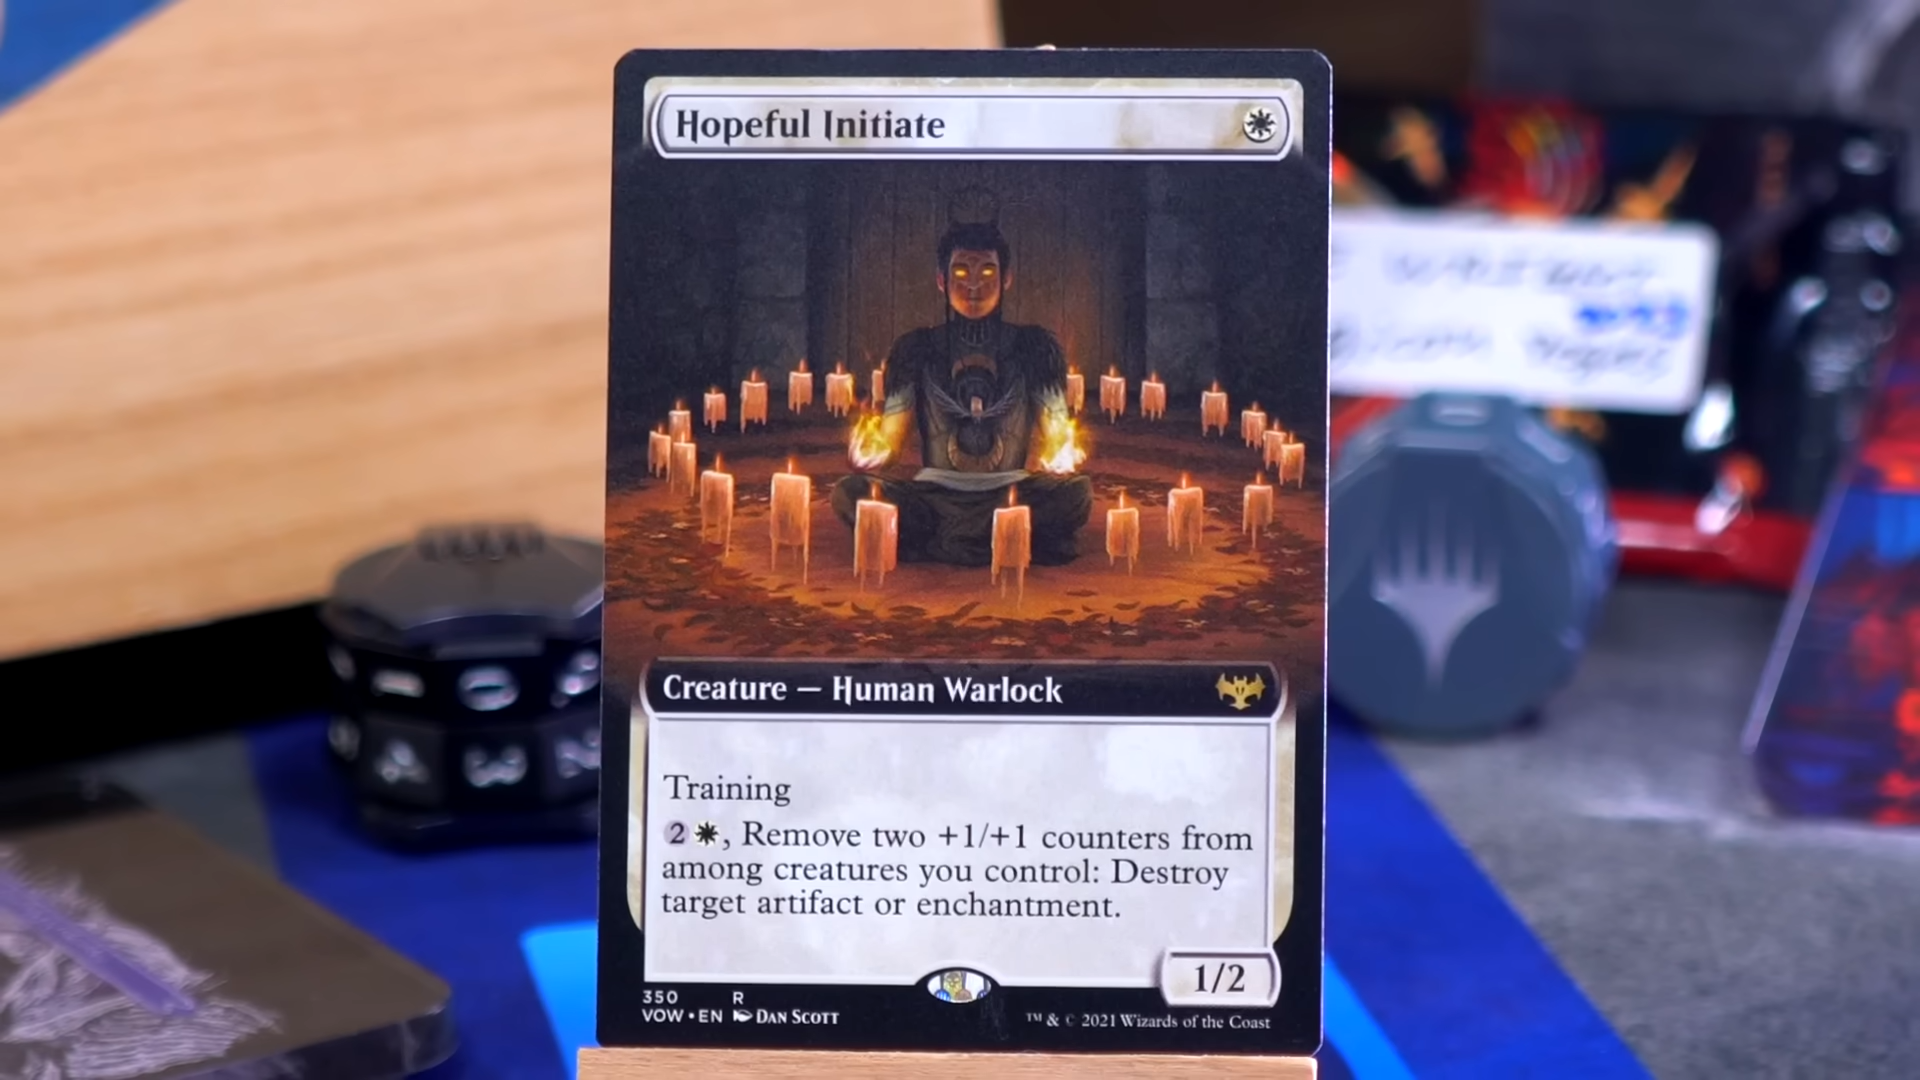 Hopeful Initiate
Creature — Human Warlock
Training
2, Remove two +1/+1 counters from
among creatures you control: Destroy
target artifact or enchantment.
1/2
350 R
VOW • EN DAN SCOTT
™ & © 2021 Wizards of the Coast